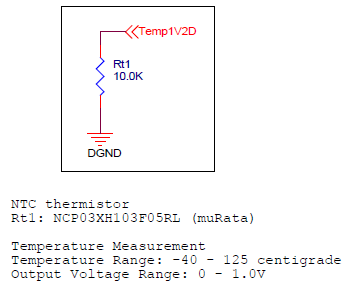 Temp1V2D
Rt1
10.0K
DGND
NTC thermistor
Rt1: NCP03XH103F05RL (muRata)
Temperature Measurement
Temperature Range: -40 - 125 centigrade
Output Voltage Range: 0 - 1.0V